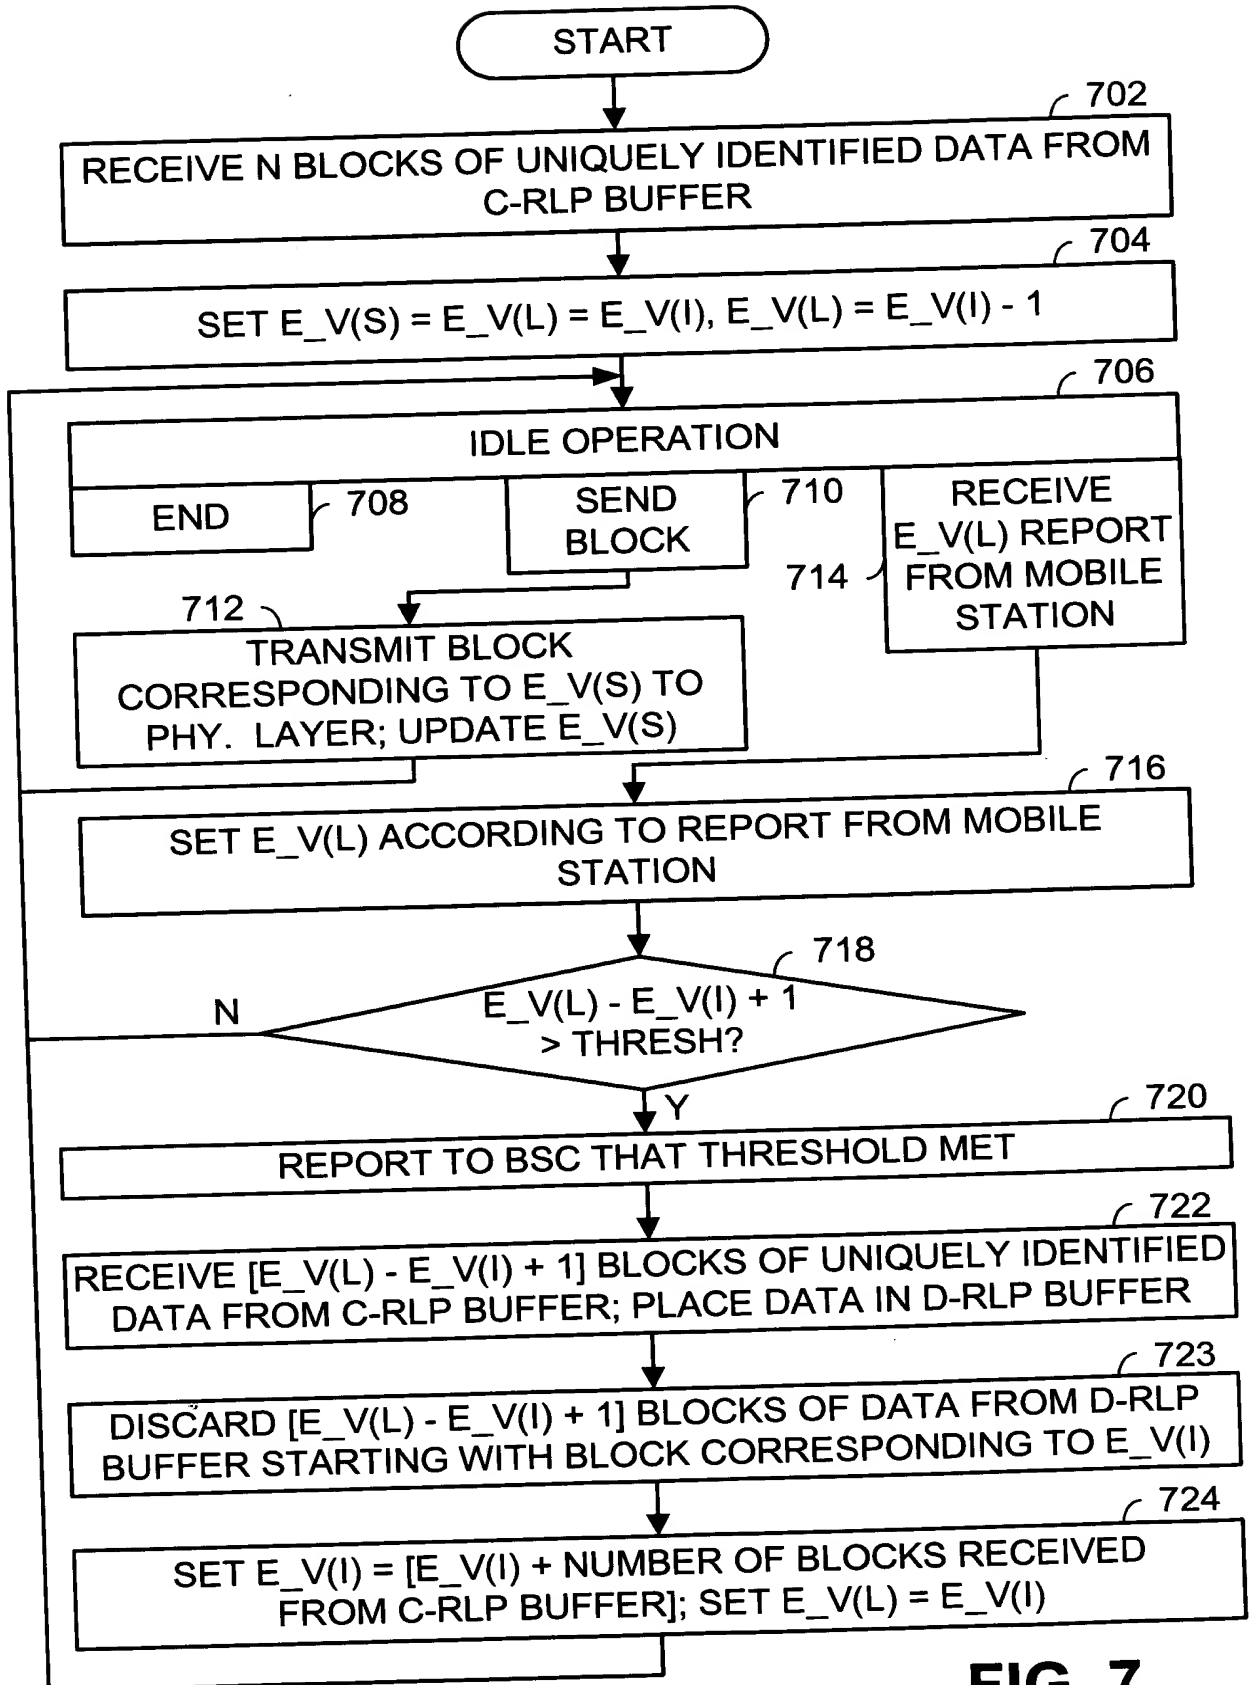 START
702
RECEIVE N BLOCKS OF UNIQUELY IDENTIFIED DATA FROM
C-RLP BUFFER
704
SET E_V(S) = E_V(L) = E_V(I), E_V(L) = E_V(I) - 1
706
IDLE OPERATION
END
708
SEND
BLOCK
710
RECEIVE
E_V(L) REPORT
FROM MOBILE
STATION
714
712
TRANSMIT BLOCK
CORRESPONDING TO E_V(S) TO
PHY. LAYER; UPDATE E_V(S)
716
SET E_V(L) ACCORDING TO REPORT FROM MOBILE
STATION
718
E_V(L) - E_V(I) + 1
> THRESH?
N
Y
720
REPORT TO BSC THAT THRESHOLD MET
722
RECEIVE [E_V(L) - E_V(I) + 1] BLOCKS OF UNIQUELY IDENTIFIED
DATA FROM C-RLP BUFFER; PLACE DATA IN D-RLP BUFFER
723
DISCARD [E_V(L) - E_V(I) + 1] BLOCKS OF DATA FROM D-RLP
BUFFER STARTING WITH BLOCK CORRESPONDING TO E_V(I)
724
SET E_V(I) = [E_V(I) + NUMBER OF BLOCKS RECEIVED
FROM C-RLP BUFFER]; SET E_V(L) = E_V(I)
FIG. 7